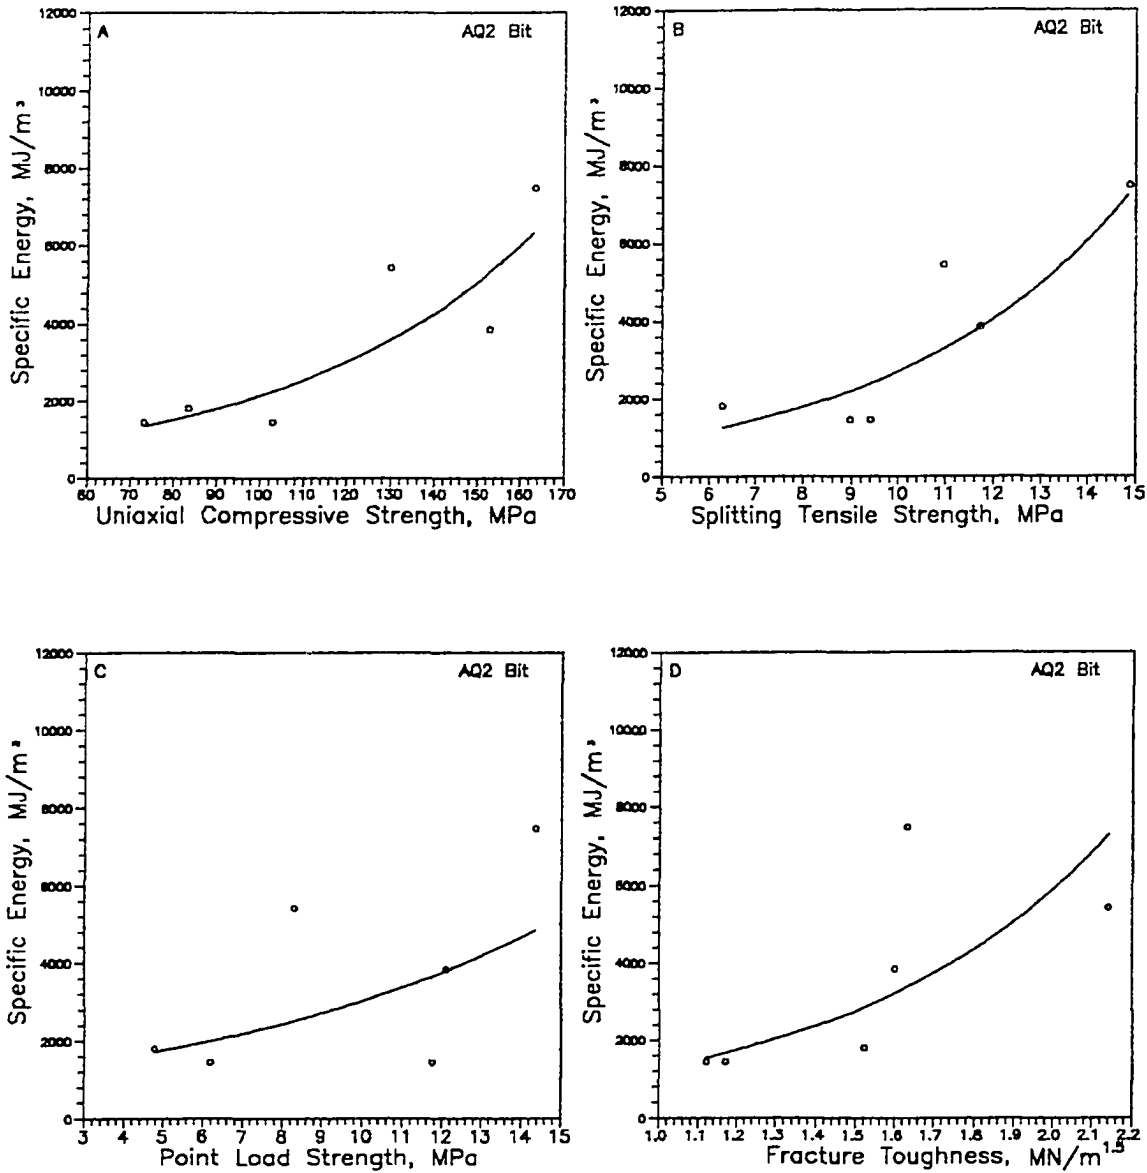 A AQ2 Bit
12000
10000
8000
6000
4000
2000
0
60 70 80 90 100 110 120 130 140 150 160 170
Specific Energy, MJ/m³
Uniaxial Compressive Strength, MPa
B AQ2 Bit
12000
10000
8000
6000
4000
2000
0
5 6 7 8 9 10 11 12 13 14 15
Specific Energy, MJ/m³
Splitting Tensile Strength, MPa
C AQ2 Bit
12000
10000
8000
6000
4000
2000
0
3 4 5 6 7 8 9 10 11 12 13 14 15
Specific Energy, MJ/m³
Point Load Strength, MPa
D AQ2 Bit
12000
10000
8000
6000
4000
2000
0
1.0 1.1 1.2 1.3 1.4 1.5 1.6 1.7 1.8 1.9 2.0 2.1 2.2
Specific Energy, MJ/m³
Fracture Toughness, MN/m^1.5